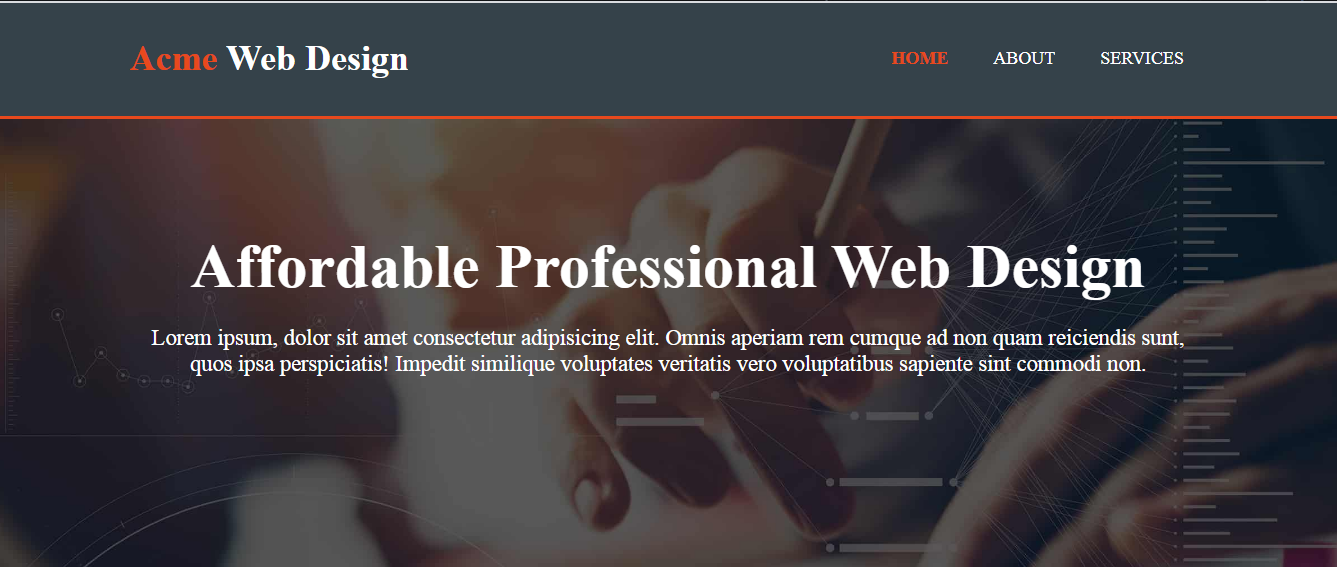 Acme Web Design
HOME ABOUT SERVICES
Affordable Professional Web Design
Lorem ipsum, dolor sit amet consectetur adipisicing elit. Omnis aperiam rem cumque ad non quam reiciendis sunt,
quos ipsa perspiciatis! Impedit similique voluptates veritatis vero voluptatibus sapiente sint commodi non.